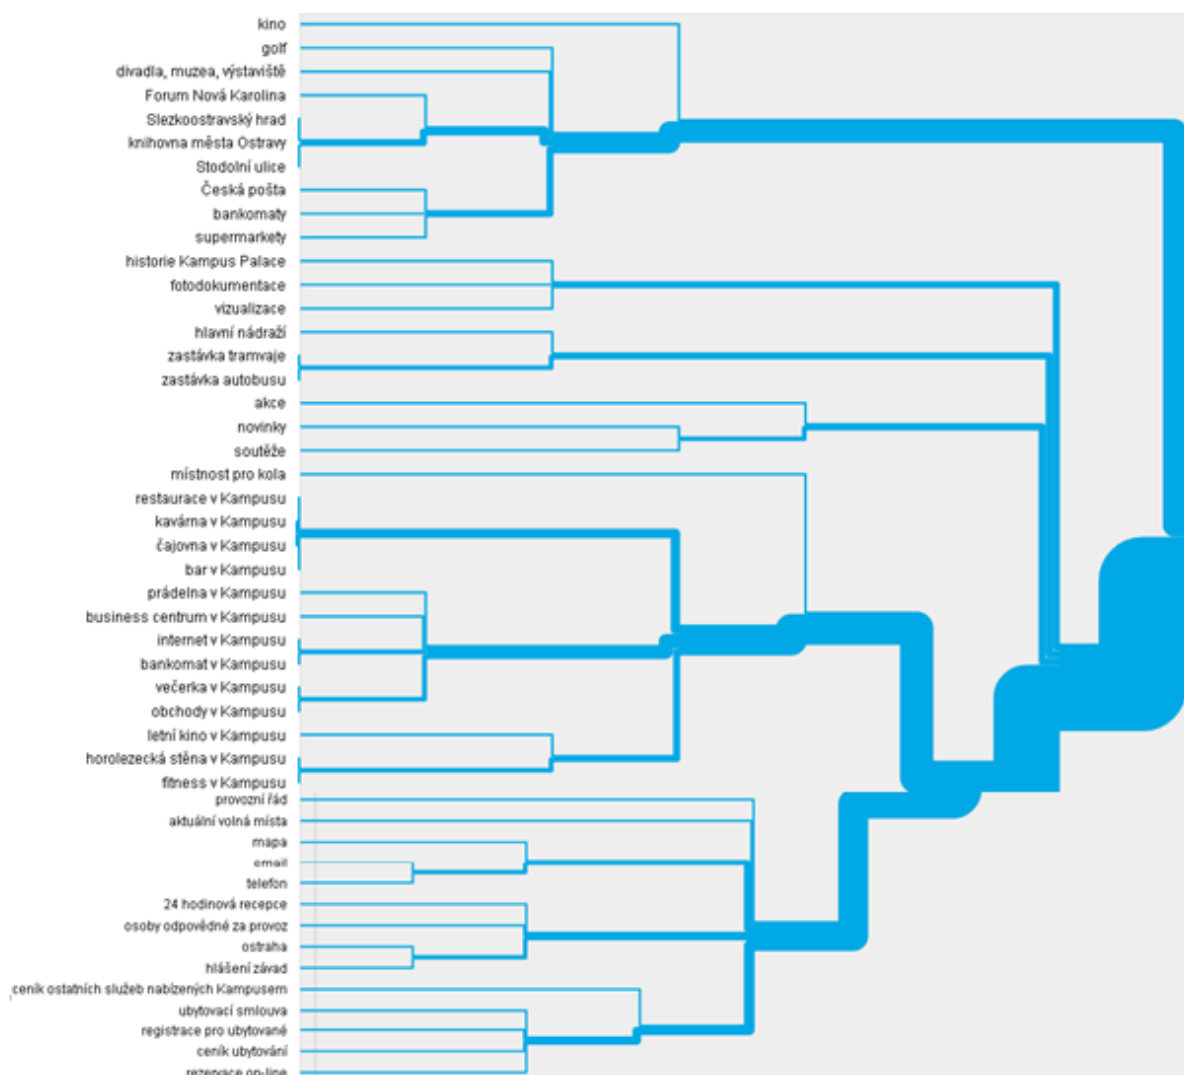 kino
golf
divadla, muzea, výstaviště
Forum Nová Karolina
Slezkoostravský hrad
knihovna města Ostravy
Stodolní ulice
Česká pošta
bankomaty
supermarkety
historie Kampus Palace
fotodokumentace
vizualizace
hlavní nádraží
zastávka tramvaje
zastávka autobusu
akce
novinky
soutěže
místnost pro kola
restaurace v Kampusu
kavárna v Kampusu
čajovna v Kampusu
bar v Kampusu
prádelna v Kampusu
business centrum v Kampusu
internet v Kampusu
bankomat v Kampusu
večerka v Kampusu
obchody v Kampusu
letní kino v Kampusu
horolezecká stěna v Kampusu
fitness v Kampusu
provozní řád
aktuální volná místa
mapa
email
telefon
24 hodinová recepce
osoby odpovědné za provoz
ostraha
hlášení závad
ceník ostatních služeb nabízených Kampusem
ubytovací smlouva
registrace pro ubytované
ceník ubytování
rezervace on-line